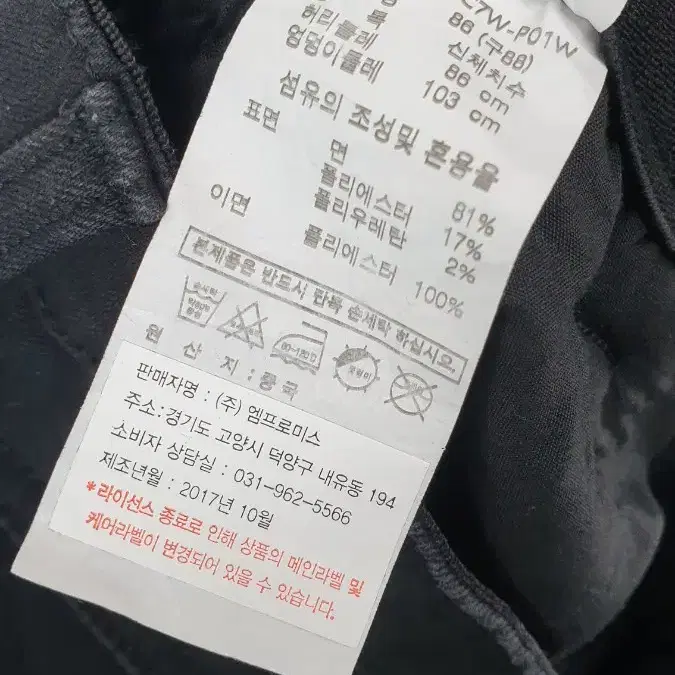 C7W-P01W
86 (구88)
허리둘레
신체치수
86 cm
엉덩이둘레
103 cm
섬유의 조성및 혼용율
표면
면
81%
폴리에스터
17%
폴리우레탄
2%
이면
폴리에스터
100%
본제품은 반드시 단독 손세탁 하십시오.
원 산 지 : 중 국
판매자명 : (주) 엠프로미스
주소: 경기도 고양시 덕양구 내유동 194
소비자 상담실 : 031-962-5566
제조년월 : 2017년 10월
*라이선스 종료로 인해 상품의 메인라벨 및
케어라벨이 변경되어 있을 수 있습니다.